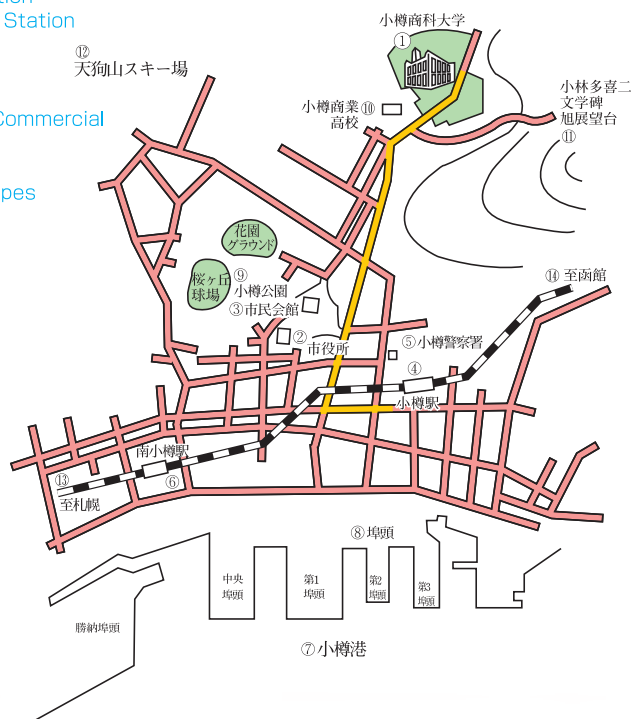 tion
Station
Commercial
pes
小樽商科大学
①
⑫
天狗山スキー場
小樽商業⑩
高校
小林多喜二
文学碑
旭展望台
⑪
花園
グラウンド
桜ヶ丘
球場
⑨
小樽公園
③市民会館
②
市役所
⑭至函館
⑤小樽警察署
④
小樽駅
南小樽駅
⑥
⑬
至札幌
⑧埠頭
中央
埠頭
第1
埠頭
第2
埠頭
第3
埠頭
勝納埠頭
⑦小樽港